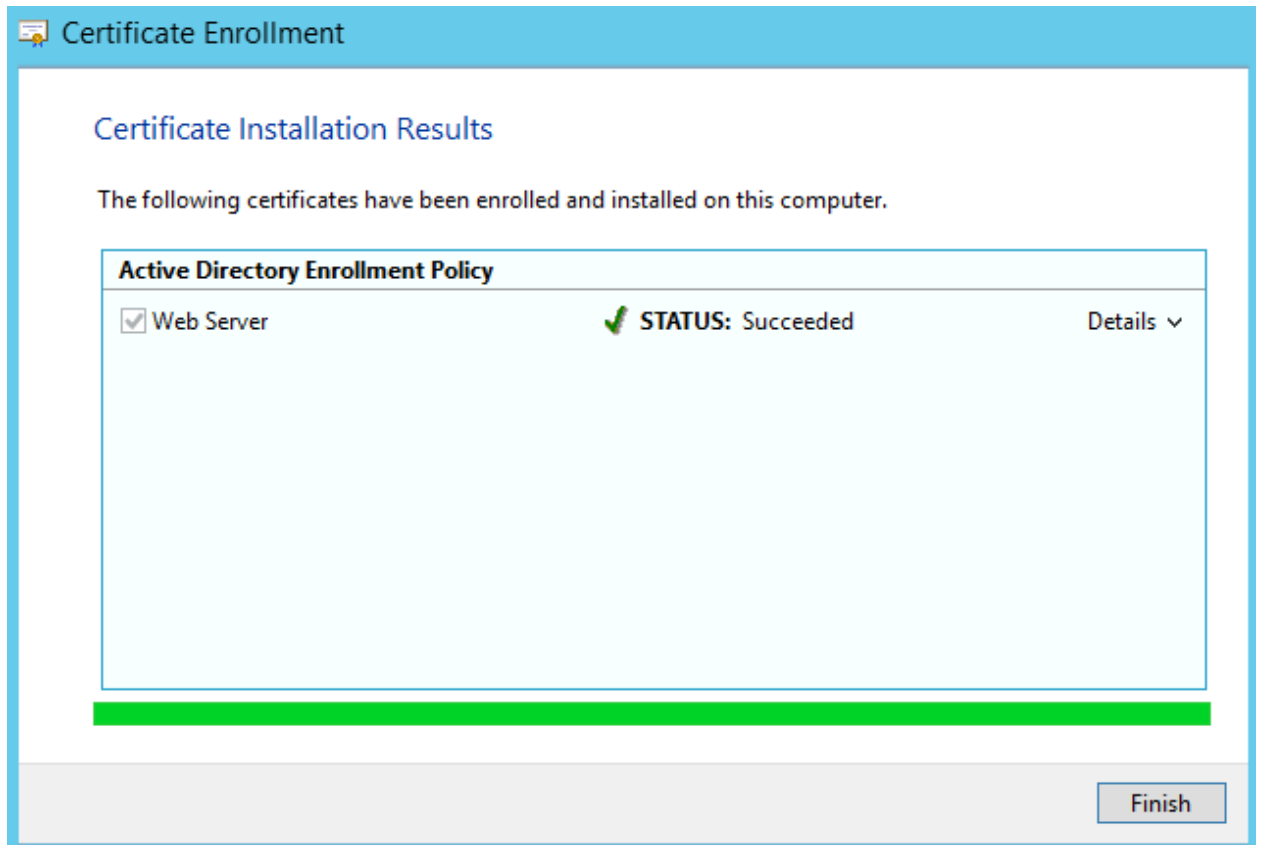 Certificate Enrollment
Certificate Installation Results
The following certificates have been enrolled and installed on this computer.
Active Directory Enrollment Policy
Web Server STATUS: Succeeded Details
Finish